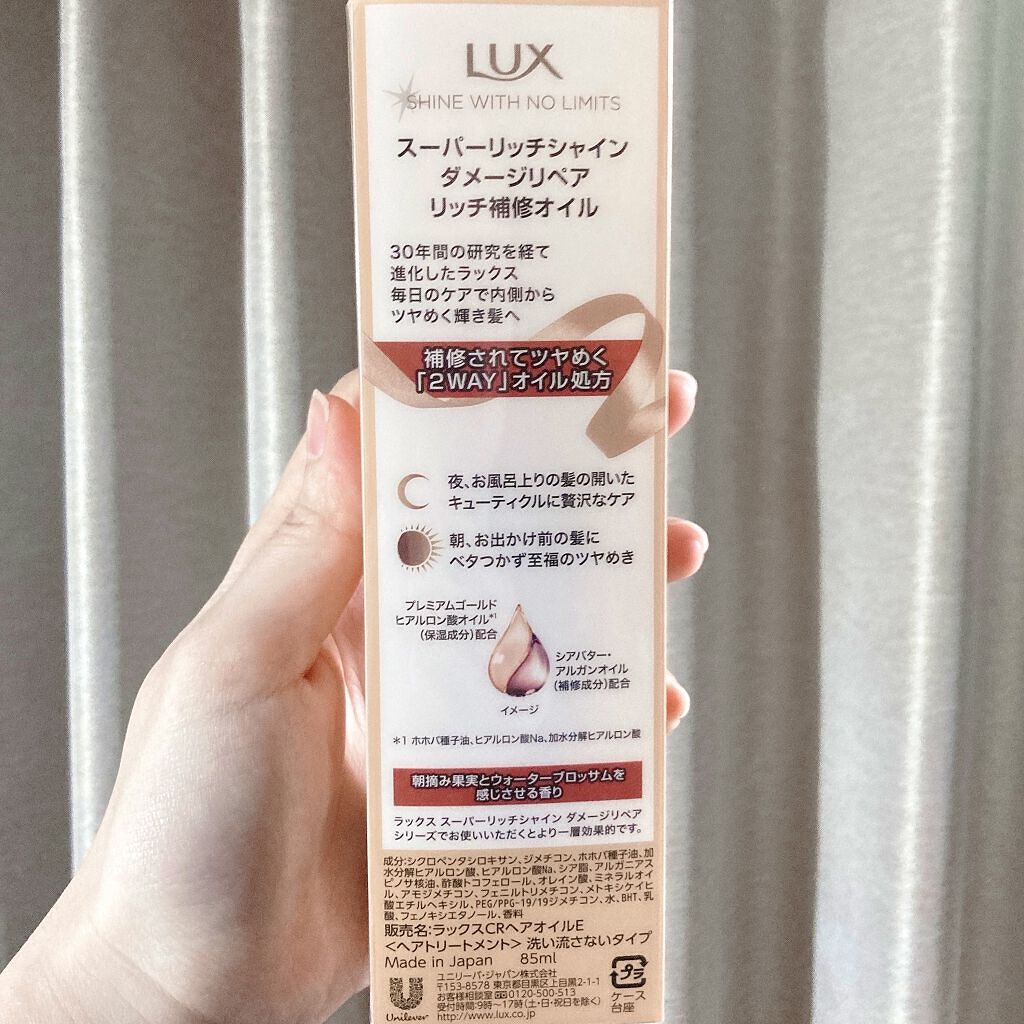 LUX
SHINE WITH NO LIMITS
スーパーリッチシャイン
ダメージリペア
リッチ補修オイル
30年間の研究を経て
進化したラックス
毎日のケアで内側から
ツヤめく輝き髪へ
補修されてツヤめく
「2WAY」オイル処方
夜、お風呂上りの髪の開いた
キューティクルに贅沢なケア
朝、お出かけ前の髪に
ベタつかず至福のツヤめき
プレミアムゴールド
ヒアルロン酸オイル*1
(保湿成分)配合
シアバター・
アルガンオイル
(補修成分)配合
イメージ
*1 ホホバ種子油、ヒアルロン酸Na、加水分解ヒアルロン酸
朝摘み果実とウォーターブロッサムを
感じさせる香り
ラックス スーパーリッチシャイン ダメージリペア
シリーズでお使いいただくとより一層効果的です。
成分:シクロペンタシロキサン、ジメチコン、ホホバ種子油、加
水分解ヒアルロン酸、ヒアルロン酸Na、シア脂、アルガニアス
ピノサ核油、酢酸トコフェロール、オレイン酸、ミネラルオイ
ル、アモジメチコン、フェニルトリメチコン、メトキシケイヒ
酸エチルヘキシル、PEG/PPG-19/19ジメチコン、水、BHT、乳
酸、フェノキシエタノール、香料
販売名:ラックスCRヘアオイルE
<ヘアトリートメント> 洗い流さないタイプ
Made in Japan 85ml
ユニリーバ・ジャパン株式会社
〒153-8578 東京都目黒区上目黒2-1-1
お客様相談室 0120-500-513
受付時間:9時〜17時(土・日・祝日を除く)
http://www.lux.co.jp
Unilever
プラ
ケース
台座